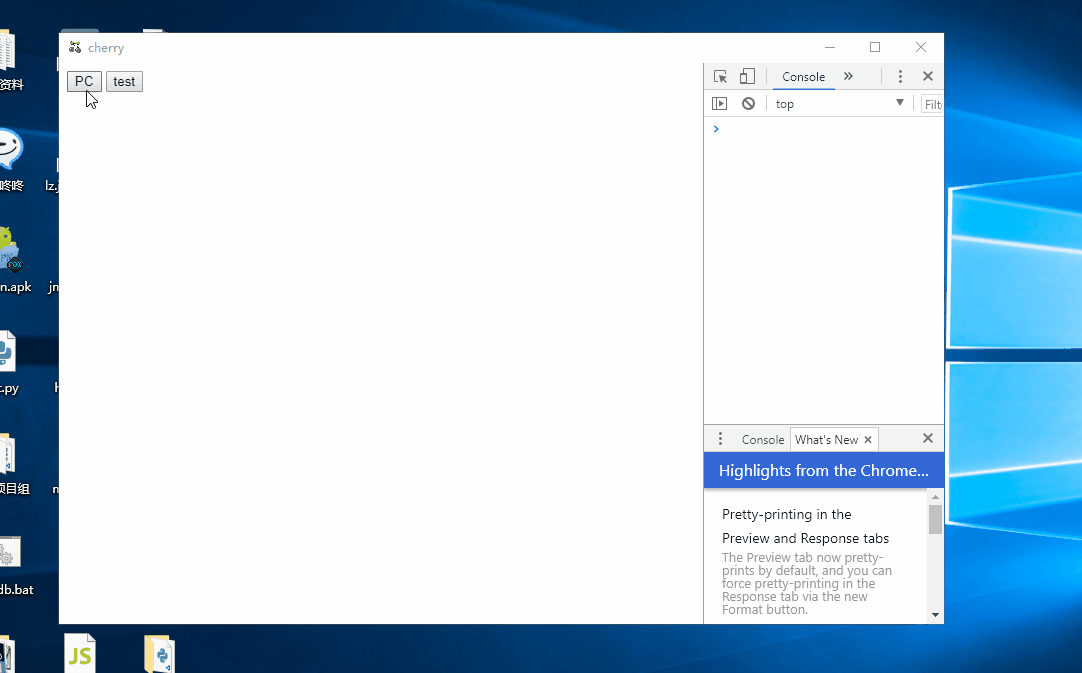 cherry
PC test
Console
top
Filt
Console What's New
Highlights from the Chrome...
Pretty-printing in the
Preview and Response tabs
The Preview tab now pretty-
prints by default, and you can
force pretty-printing in the
Response tab via the new
Format button.
资料
咚咚
lz.j
n.apk
jn
t.py
项目组
db.bat
JS